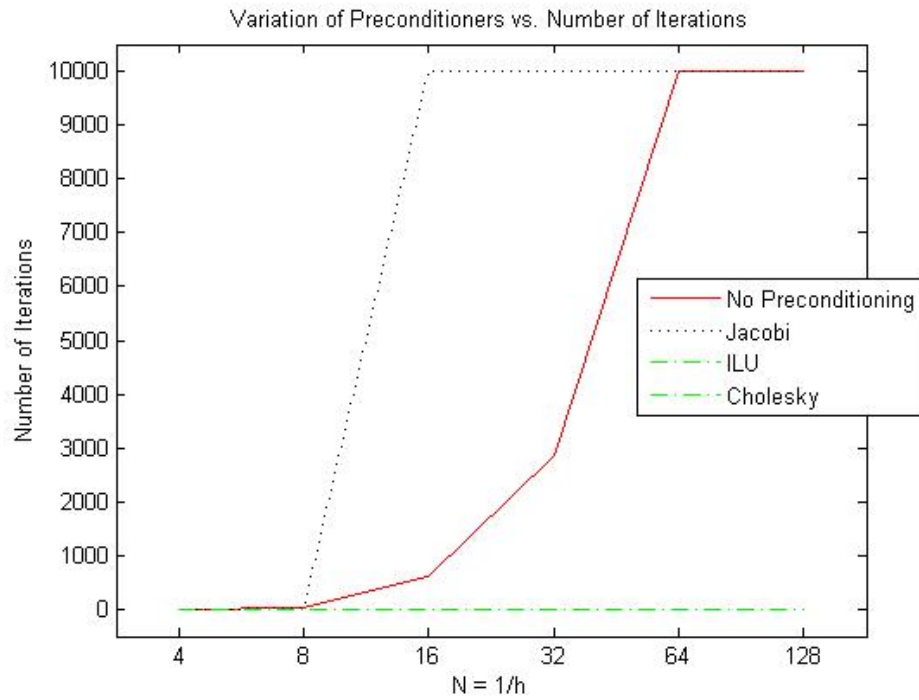 Variation of Preconditioners vs. Number of Iterations
10000
9000
8000
7000
6000
5000
4000
3000
2000
1000
0
Number of Iterations
No Preconditioning
Jacobi
ILU
Cholesky
4 8 16 32 64 128
N = 1/h